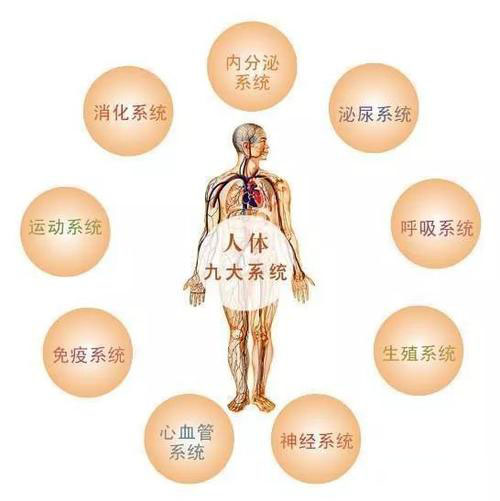 内分泌
系统
消化系统
泌尿系统
运动系统
呼吸系统
人体
九大系统
免疫系统
生殖系统
心血管
系统
神经系统